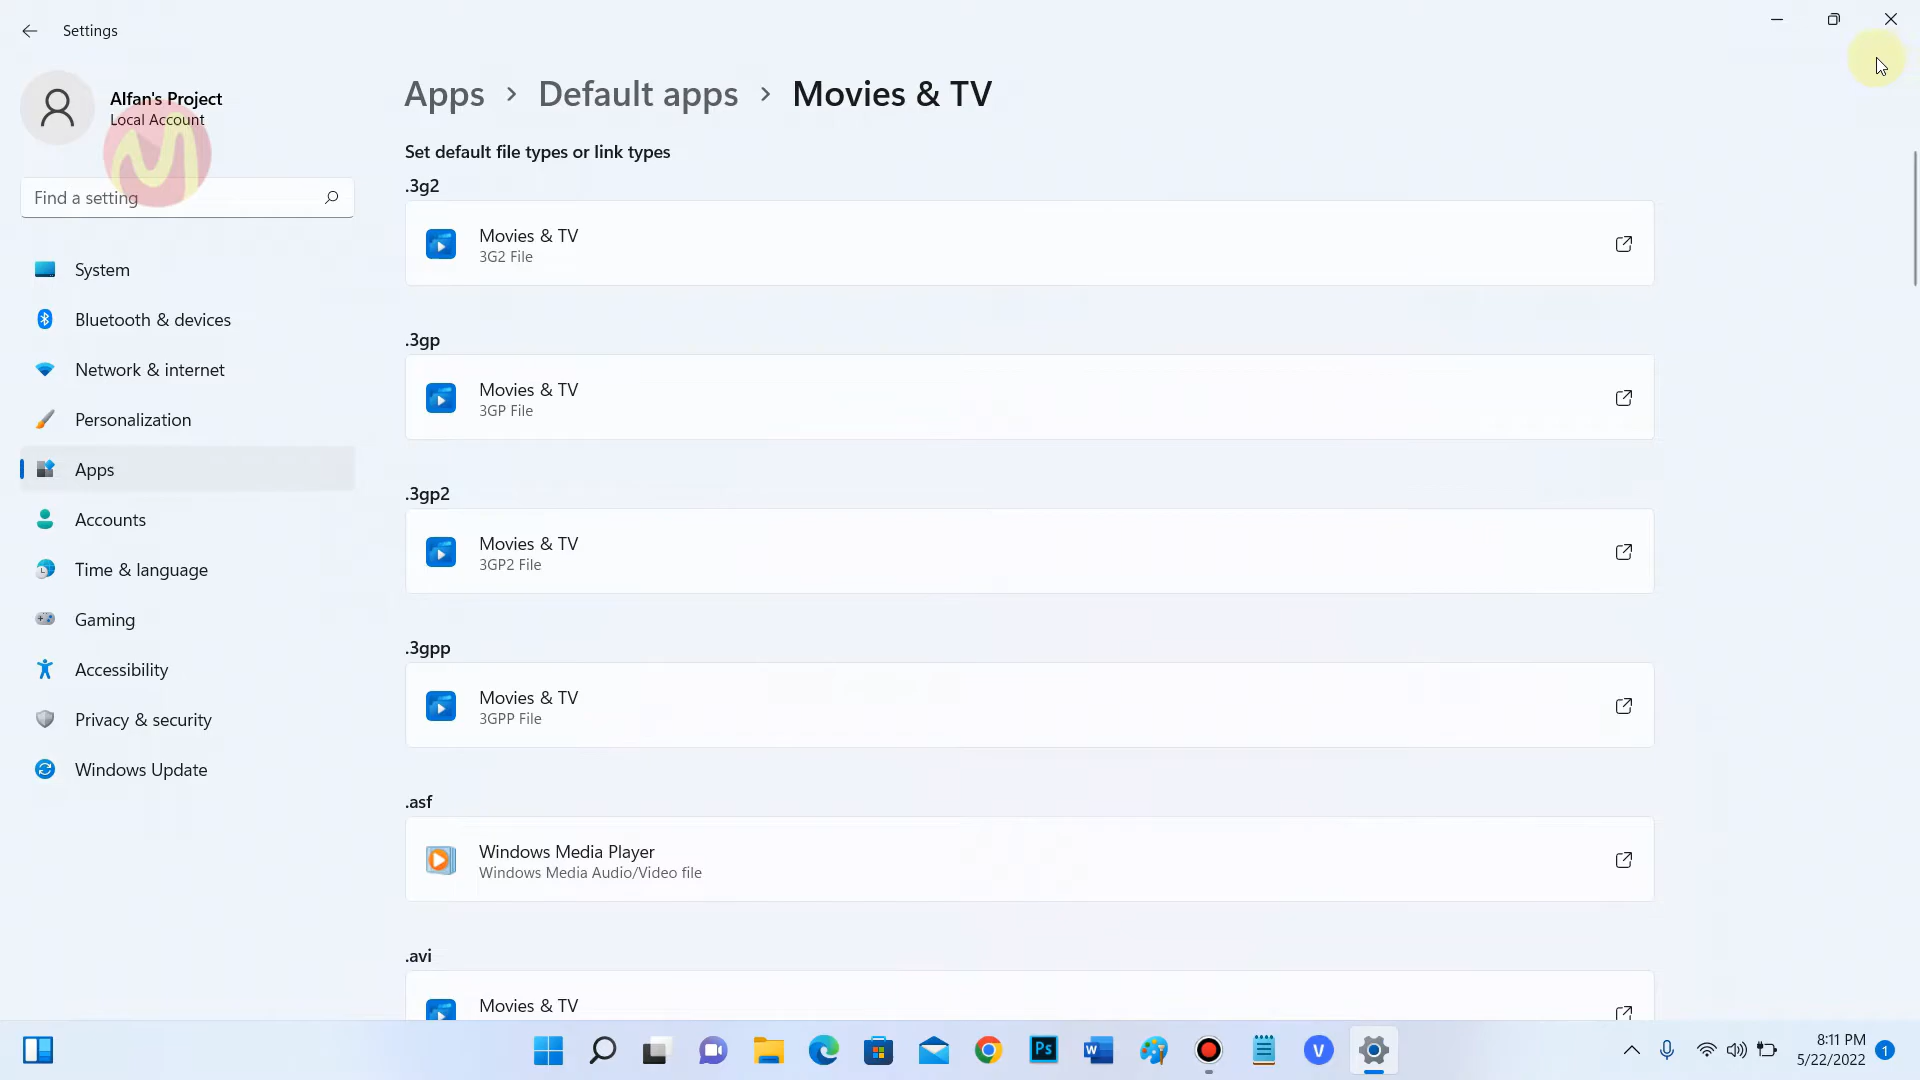 Settings
Alfan's Project
Local Account
Find a setting
System
Bluetooth & devices
Network & internet
Personalization
Apps
Accounts
Time & language
Gaming
Accessibility
Privacy & security
Windows Update
Apps > Default apps > Movies & TV
Set default file types or link types
.3g2
Movies & TV
3G2 File
.3gp
Movies & TV
3GP File
.3gp2
Movies & TV
3GP2 File
.3gpp
Movies & TV
3GPP File
.asf
Windows Media Player
Windows Media Audio/Video file
.avi
Movies & TV
Ps
W
V
8:11 PM
5/22/2022
1